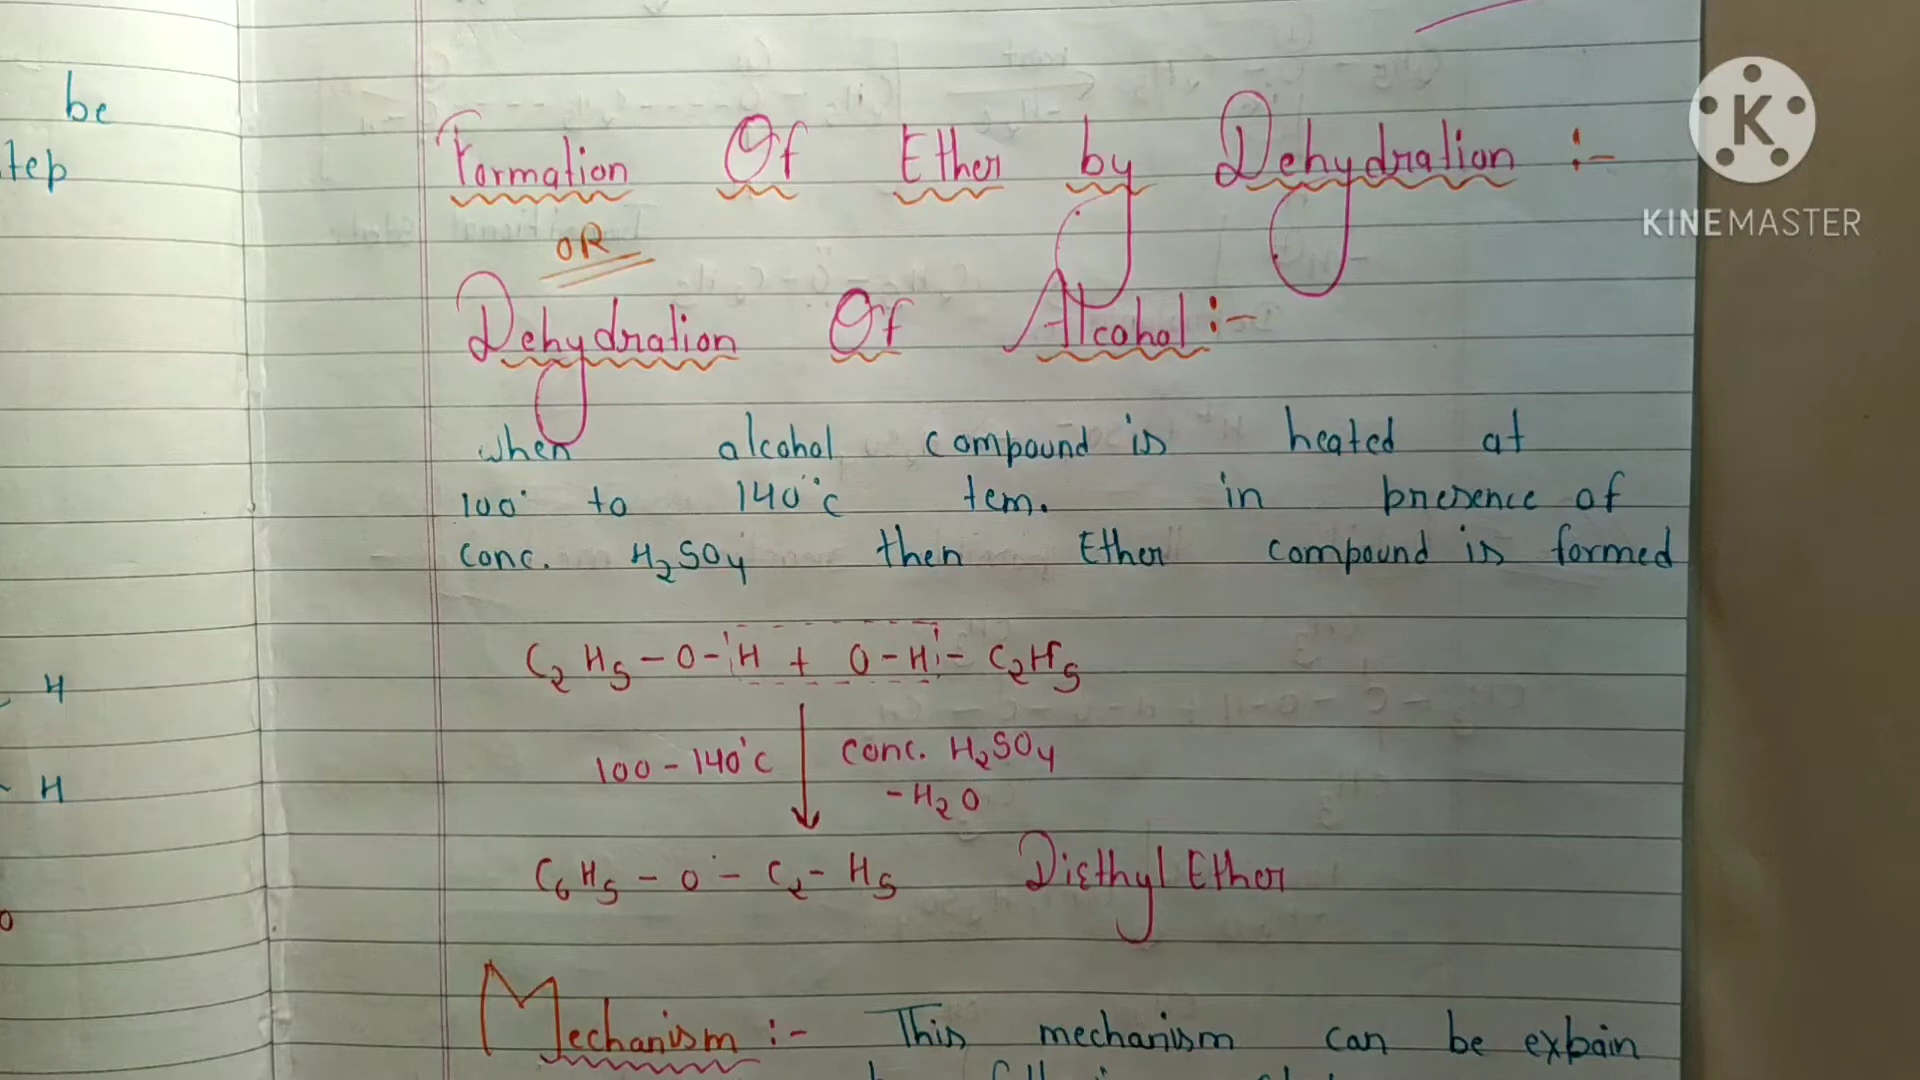 be
tep
Formation Of Ether by Dehydration :-
OR
Dehydration Of Alcohol :-
when alcohal compound is heated at
100° to 140°c tem. in presence of
conc. H₂SO₄ then Ether compound is formed
C₂H₅-O-H + O-H-C₂H₅
100-140°c conc. H₂SO₄
-H₂O
C₆H₅-O-C₂-H₅ Diethyl Ether
Mechanism :- This mechanism can be expain
H
H
K
KINEMASTER